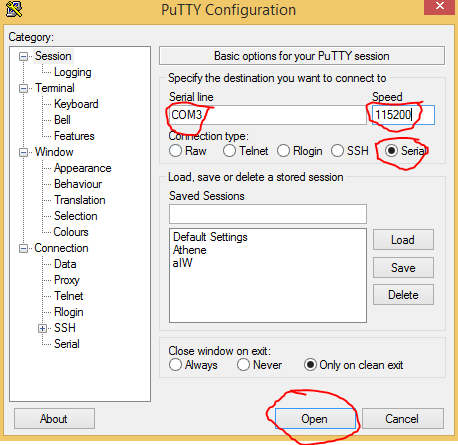 PuTTY Configuration
Category:
Session
Logging
Terminal
Keyboard
Bell
Features
Window
Appearance
Behaviour
Translation
Selection
Colours
Connection
Data
Proxy
Telnet
Rlogin
SSH
Serial
Basic options for your PuTTY session
Specify the destination you want to connect to
Serial line Speed
COM3 115200
Connection type:
Raw Telnet Rlogin SSH Serial
Load, save or delete a stored session
Saved Sessions
Default Settings
Athene
aIW
Load
Save
Delete
Close window on exit:
Always Never Only on clean exit
About Open Cancel